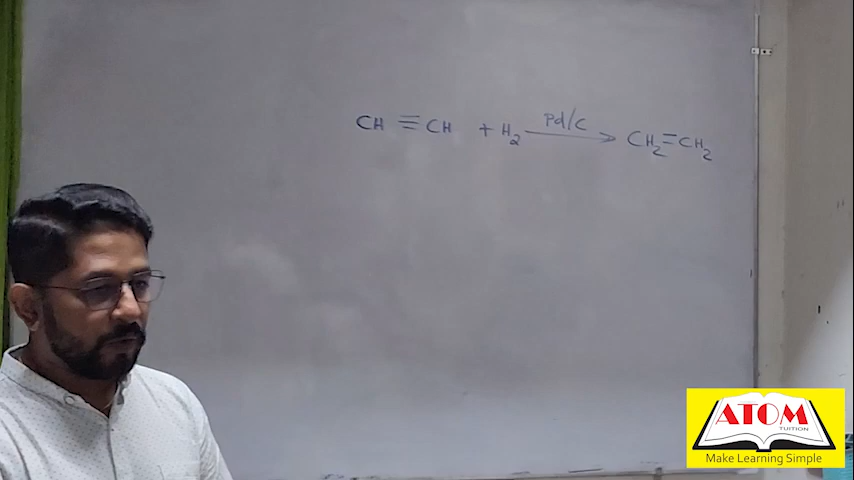 CH ≡ CH + H₂ —Pd/C→ CH₂=CH₂
ATOM
TUITION
Make Learning Simple